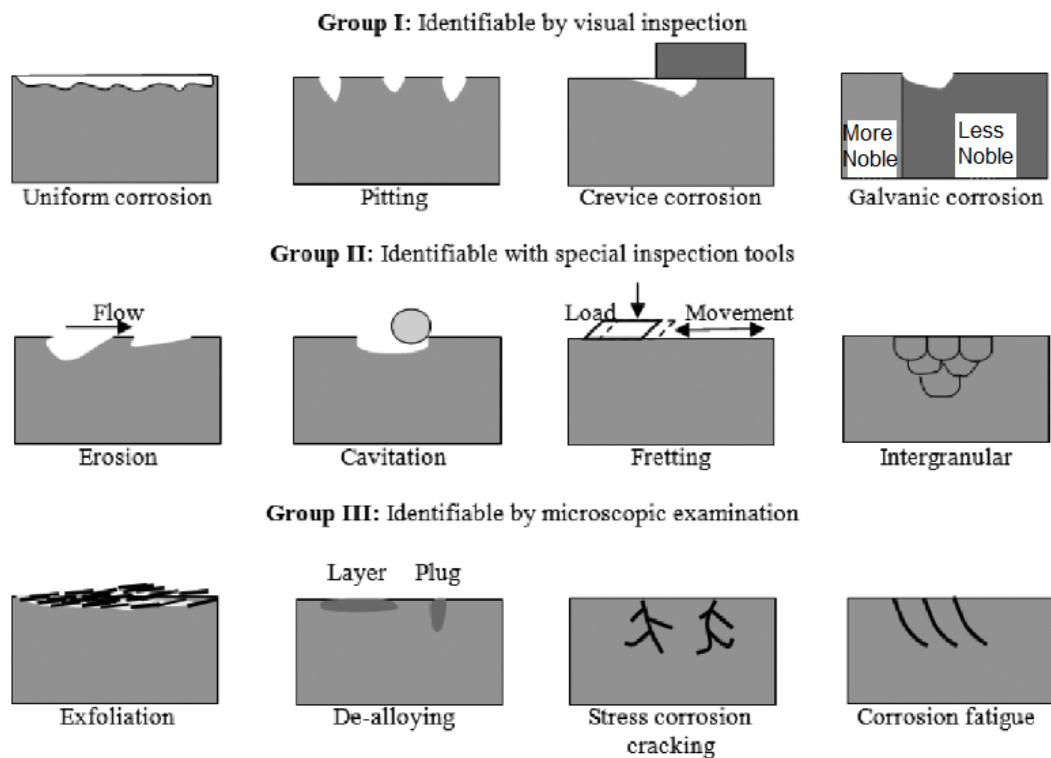 Group I: Identifiable by visual inspection
More
Noble
Less
Noble
Uniform corrosion
Pitting
Crevice corrosion
Galvanic corrosion
Group II: Identifiable with special inspection tools
Flow
Load
Movement
Erosion
Cavitation
Fretting
Intergranular
Group III: Identifiable by microscopic examination
Layer
Plug
Exfoliation
De-alloying
Stress corrosion
cracking
Corrosion fatigue